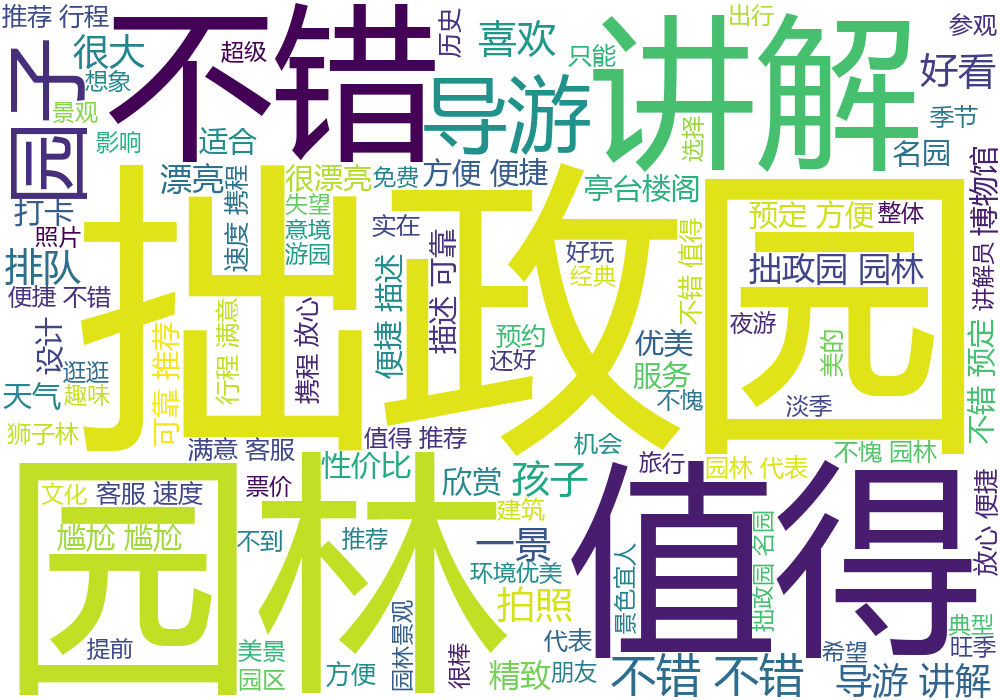 推荐 行程
不错
讲解
超级
历史
喜欢
只能
出行
参观
很大
想象
园子
导游
好看
景观
影响
适合
选择
季节
名园
漂亮
很漂亮
免费
方便 便捷
亭台楼阁
博物馆
打卡
照片
速度 携程
失望
意境
游园
实在
拙政园
预定 方便
整体
排队
好玩
经典
不错 值得
拙政园 园林
讲解员
便捷 不错
描述 可靠
夜游
设计
行程 满意
携程 放心
便捷 描述
预约
还好
优美
美的
不错 预定
逛逛
可靠 推荐
服务
天气
趣味
不愧
淡季
狮子林
满意 客服
值得 推荐
机会
不愧 园林
园林
性价比
欣赏
孩子
旅行
值得
园林 代表
文化
客服 速度
票价
建筑
尴尬 尴尬
不到
推荐
一景
拙政园 名园
放心 便捷
环境优美
景色宜人
拍照
园林景观
提前
美景
很棒
代表
典型
希望
旺季
园区
方便
精致
朋友
不错 不错
导游 讲解